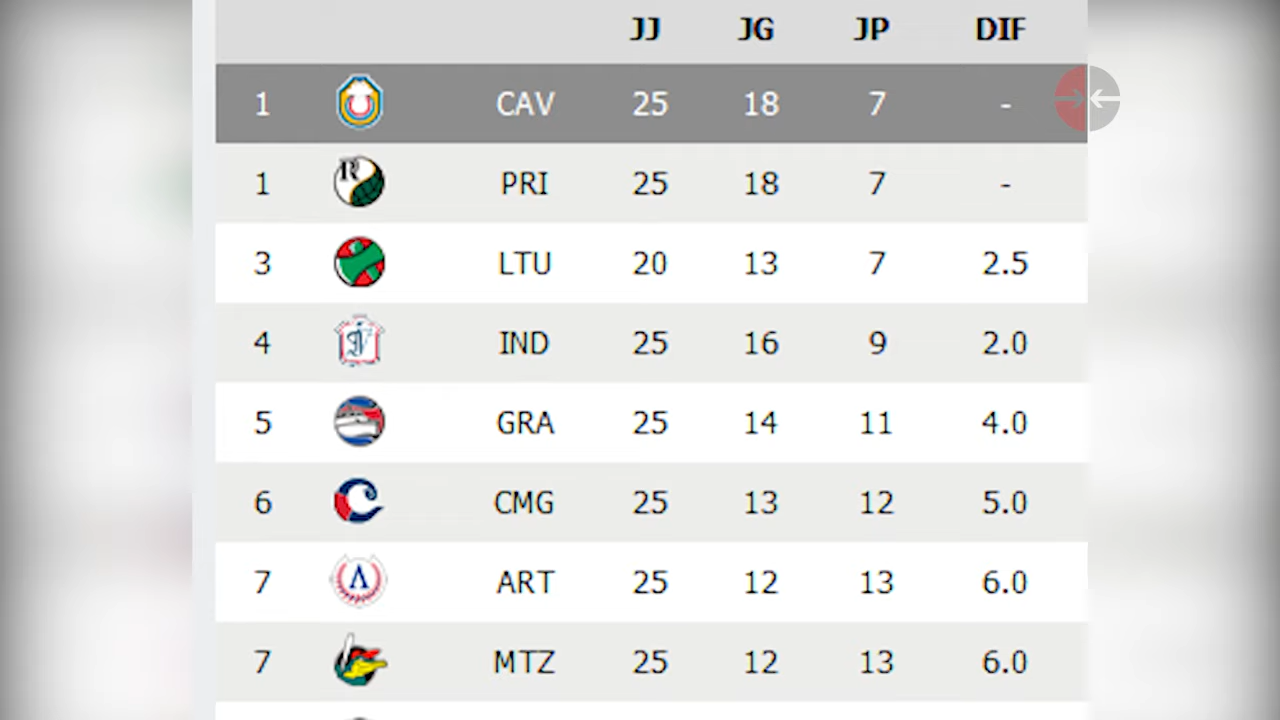 JJ JG JP DIF
1 CAV 25 18 7 -
1 PRI 25 18 7 -
3 LTU 20 13 7 2.5
4 IND 25 16 9 2.0
5 GRA 25 14 11 4.0
6 CMG 25 13 12 5.0
7 ART 25 12 13 6.0
7 MTZ 25 12 13 6.0